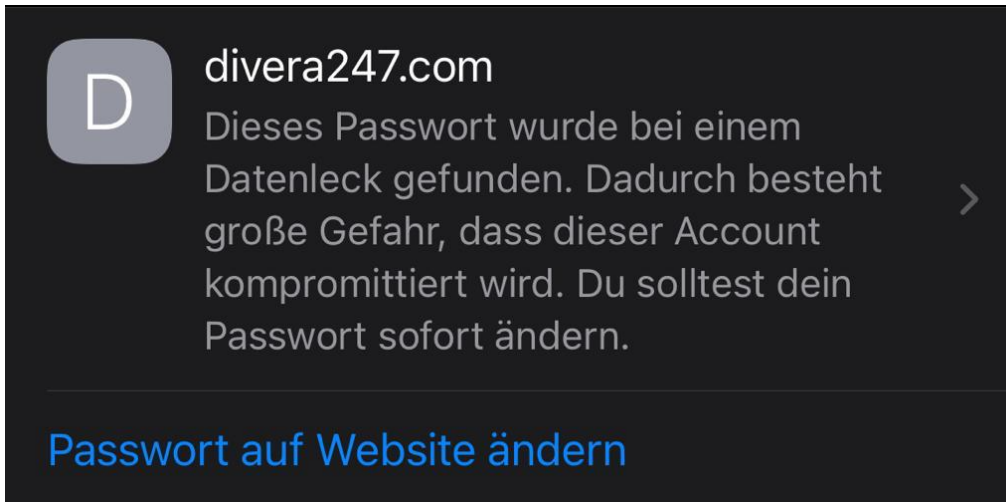 D
divera247.com
Dieses Passwort wurde bei einem
Datenleck gefunden. Dadurch besteht
große Gefahr, dass dieser Account
kompromittiert wird. Du solltest dein
Passwort sofort ändern.
Passwort auf Website ändern